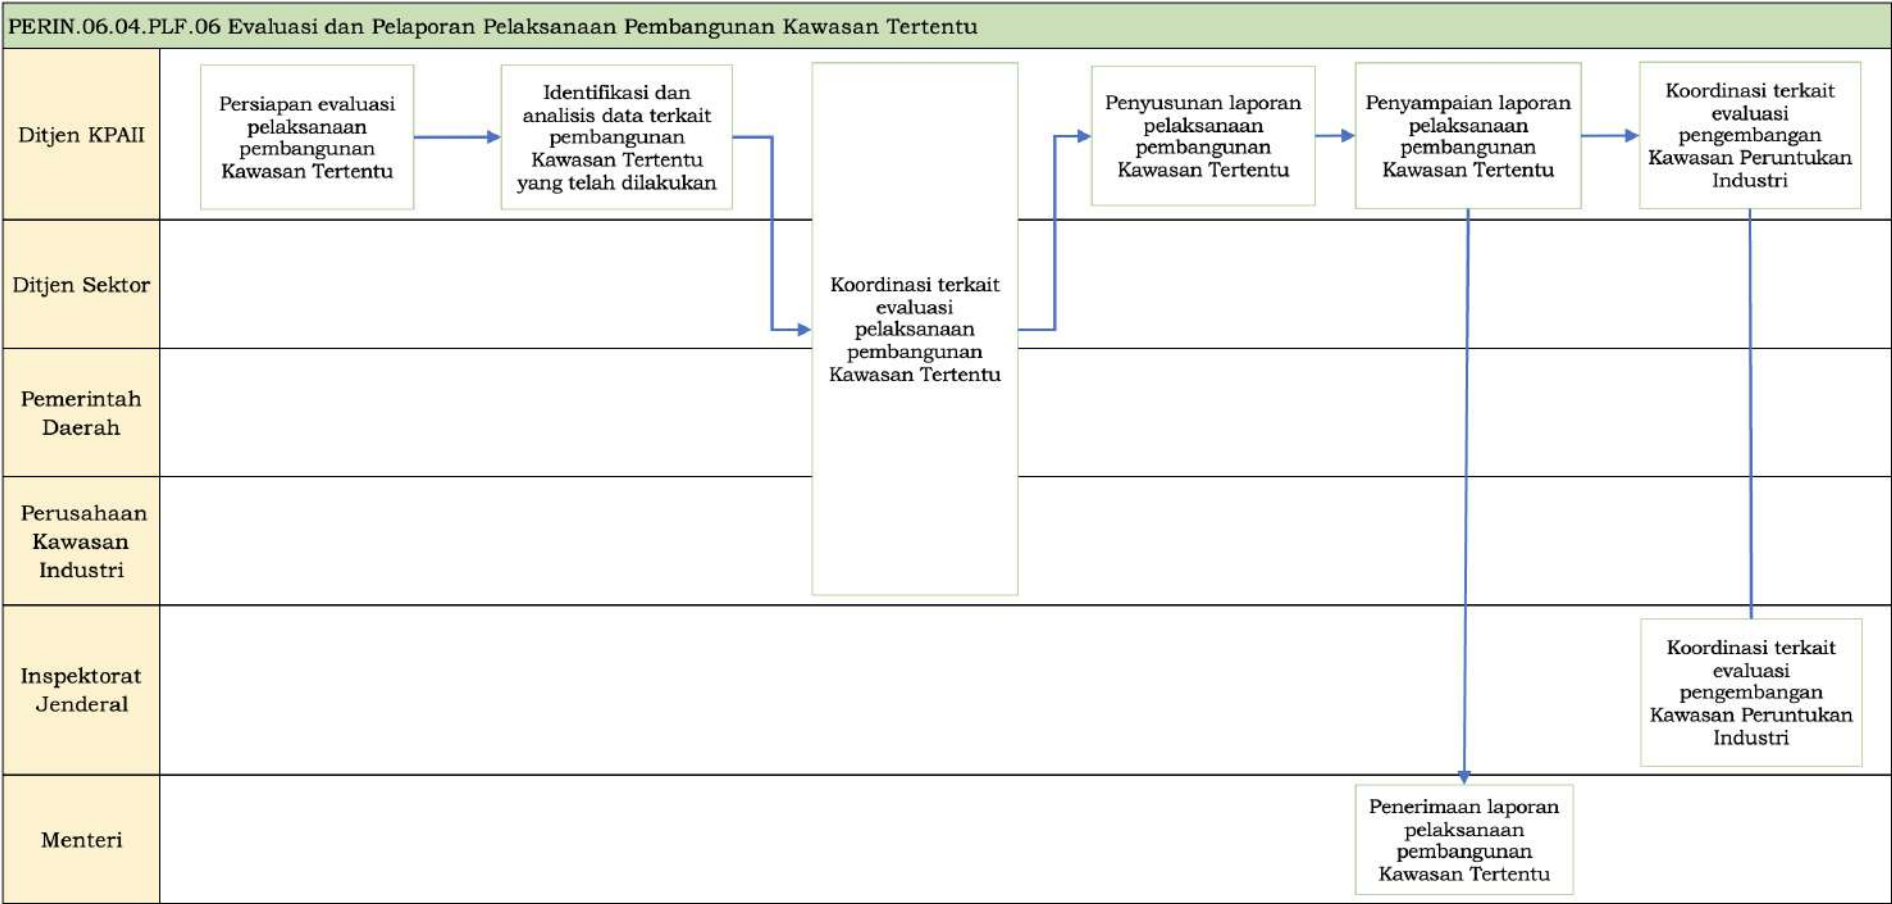 PERIN.06.04.PLF.06 Evaluasi dan Pelaporan Pelaksanaan Pembangunan Kawasan Tertentu
Ditjen KPAII
Persiapan evaluasi
pelaksanaan
pembangunan
Kawasan Tertentu
Identifikasi dan
analisis data terkait
pembangunan
Kawasan Tertentu
yang telah dilakukan
Koordinasi terkait
evaluasi
pelaksanaan
pembangunan
Kawasan Tertentu
Penyusunan laporan
pelaksanaan
pembangunan
Kawasan Tertentu
Penyampaian laporan
pelaksanaan
pembangunan
Kawasan Tertentu
Koordinasi terkait
evaluasi
pengembangan
Kawasan Peruntukan
Industri
Ditjen Sektor
Pemerintah
Daerah
Perusahaan
Kawasan
Industri
Inspektorat
Jenderal
Koordinasi terkait
evaluasi
pengembangan
Kawasan Peruntukan
Industri
Menteri
Penerimaan laporan
pelaksanaan
pembangunan
Kawasan Tertentu